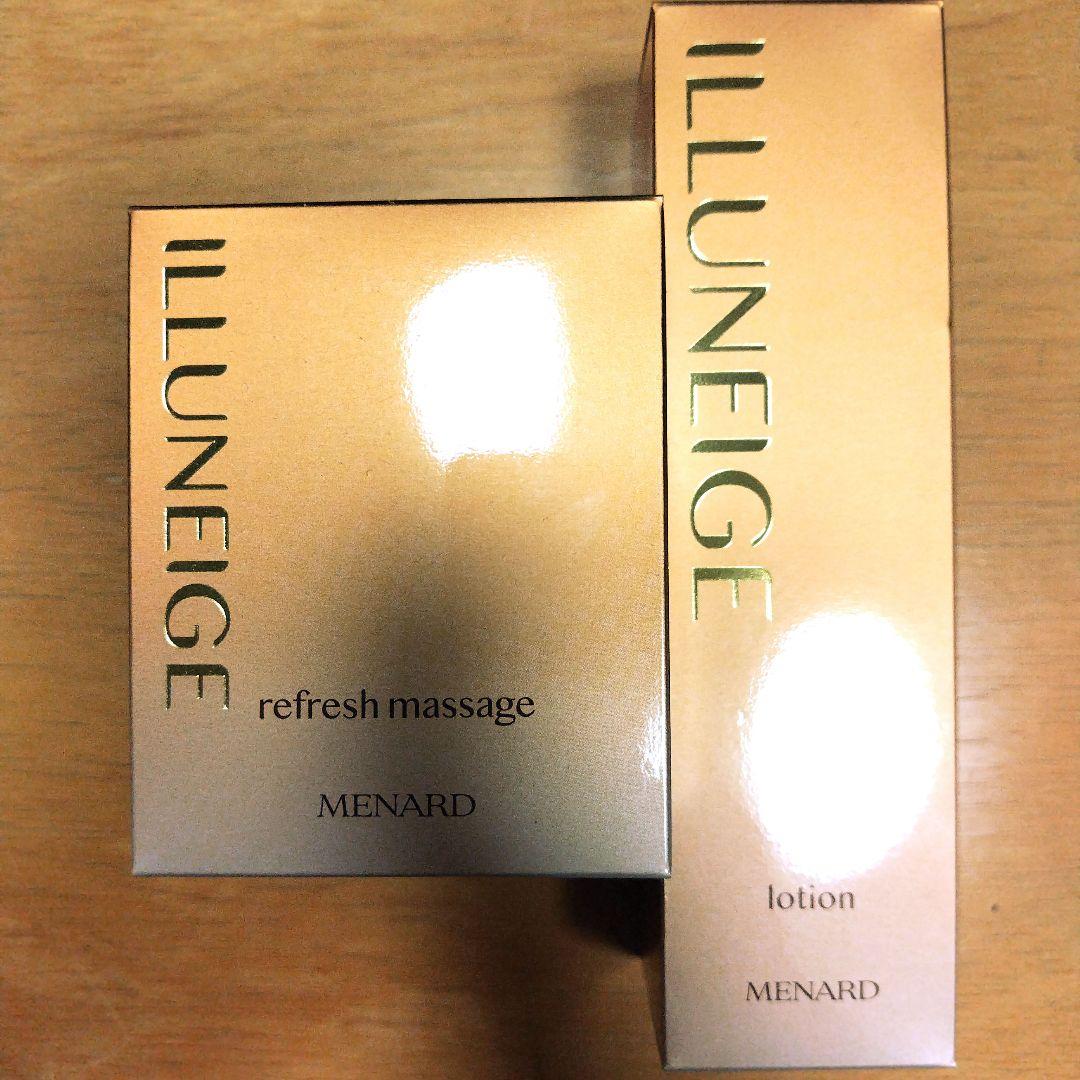 ILLUNEIGE
refresh massage
MENARD
ILLUNEIGE
lotion
MENARD